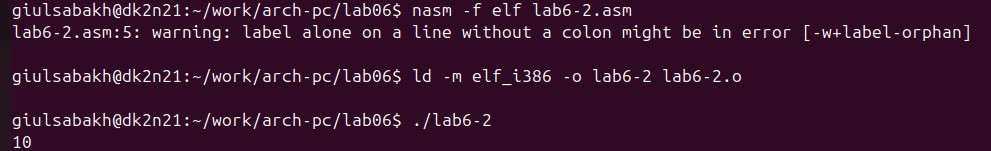 giulsabakh@dk2n21:~/work/arch-pc/lab06$ nasm -f elf lab6-2.asm
lab6-2.asm:5: warning: label alone on a line without a colon might be in error [-w+label-orphan]
giulsabakh@dk2n21:~/work/arch-pc/lab06$ ld -m elf_i386 -o lab6-2 lab6-2.o
giulsabakh@dk2n21:~/work/arch-pc/lab06$ ./lab6-2
10